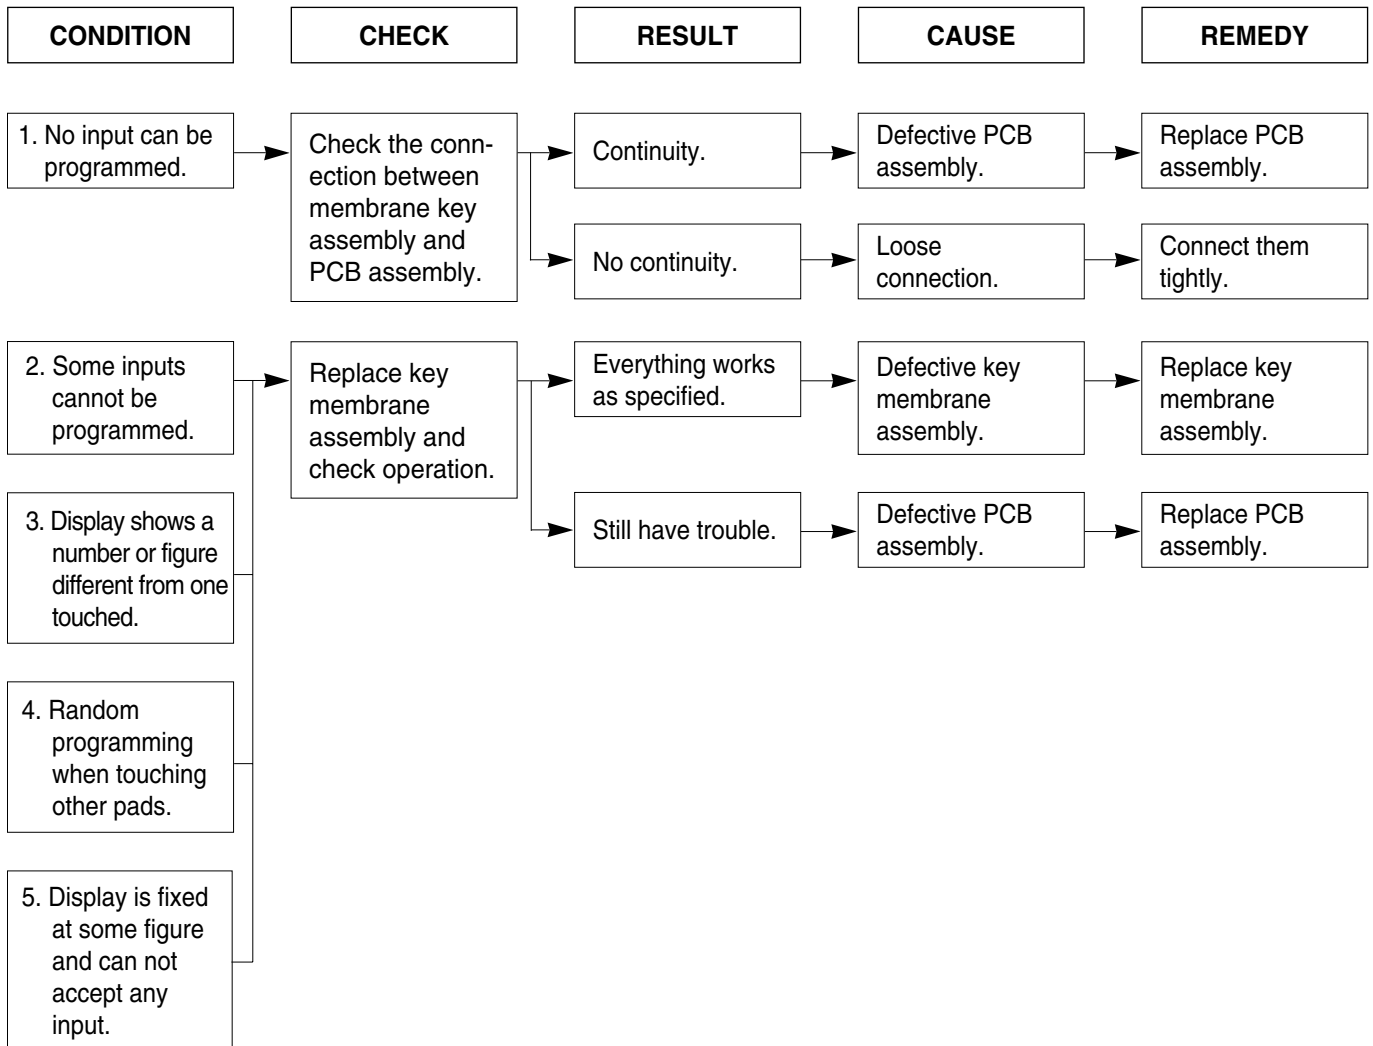 CONDITION
CHECK
RESULT
CAUSE
REMEDY
1. No input can be
programmed.
Check the conn-
ection between
membrane key
assembly and
PCB assembly.
Continuity.
Defective PCB
assembly.
Replace PCB
assembly.
No continuity.
Loose
connection.
Connect them
tightly.
2. Some inputs
cannot be
programmed.
Replace key
membrane
assembly and
check operation.
Everything works
as specified.
Defective key
membrane
assembly.
Replace key
membrane
assembly.
Still have trouble.
Defective PCB
assembly.
Replace PCB
assembly.
3. Display shows a
number or figure
different from one
touched.
4. Random
programming
when touching
other pads.
5. Display is fixed
at some figure
and can not
accept any
input.